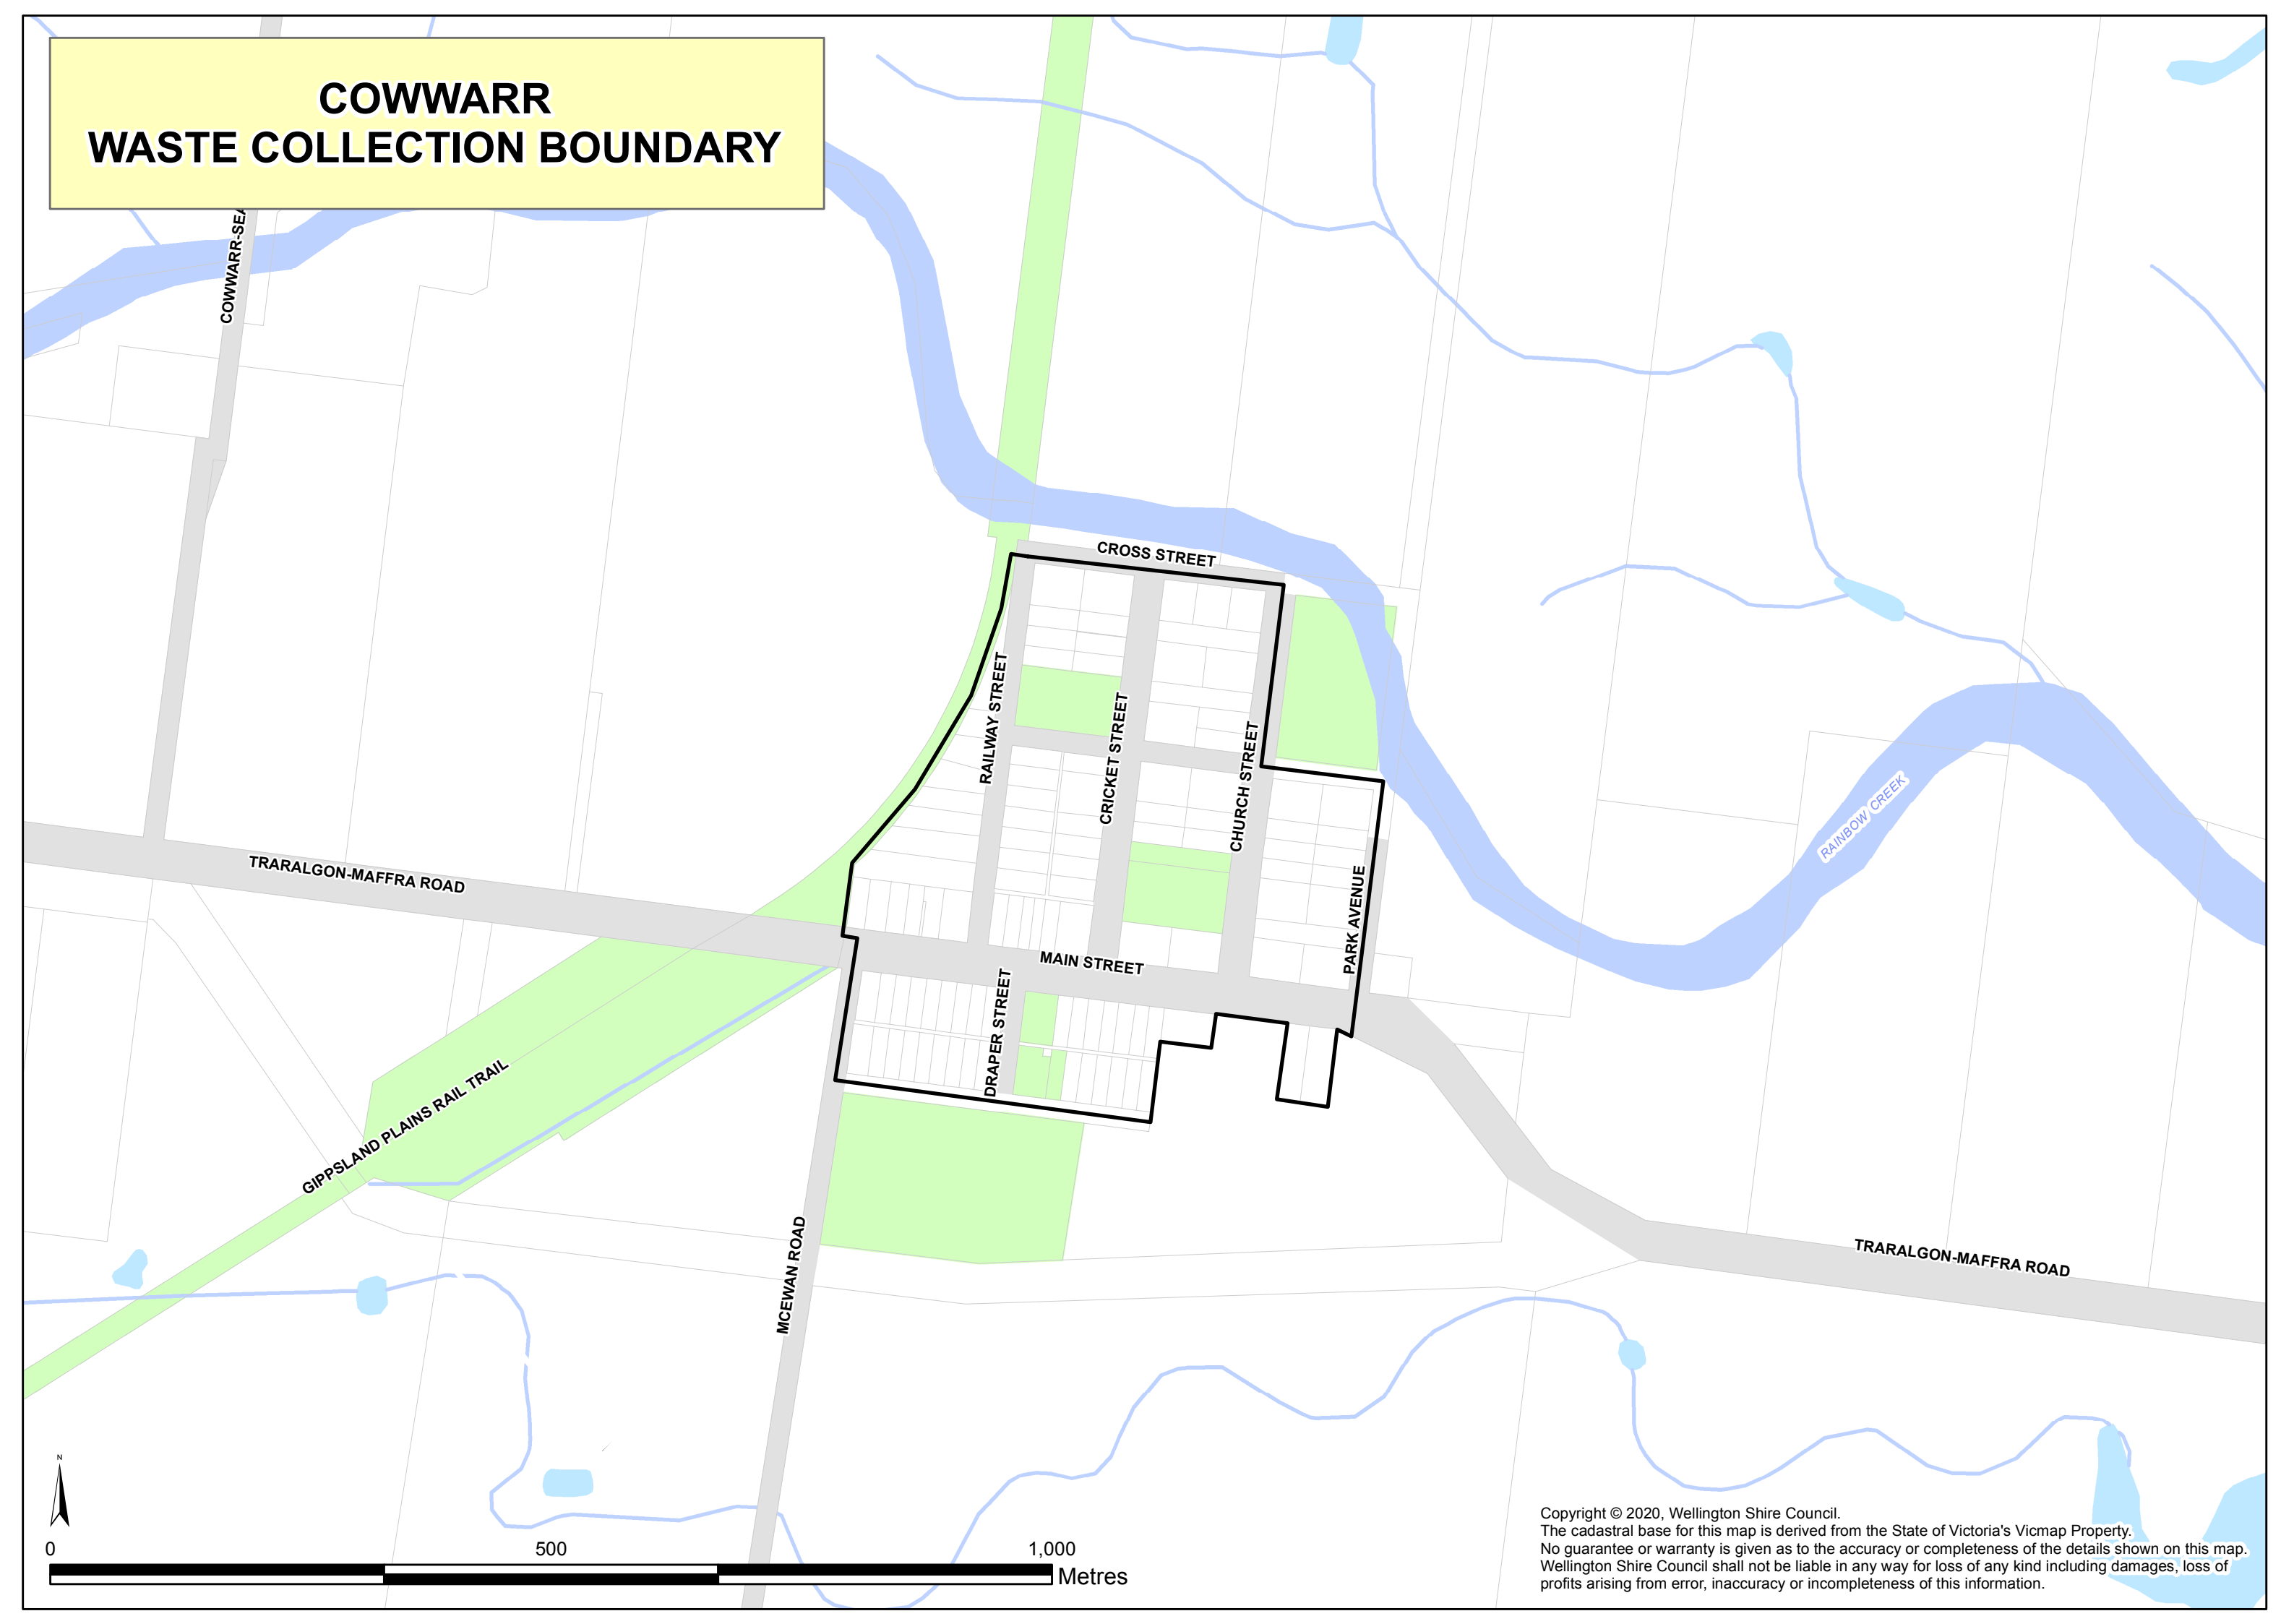 COWWARR
WASTE COLLECTION BOUNDARY
COWWARR-SEA
CROSS STREET
RAILWAY STREET
CRICKET STREET
CHURCH STREET
RAINBOW CREEK
TRARALGON-MAFFRA ROAD
PARK AVENUE
MAIN STREET
DRAPER STREET
GIPPSLAND PLAINS RAIL TRAIL
MCEWAN ROAD
TRARALGON-MAFFRA ROAD
N
0 500 1,000
Metres
Copyright © 2020, Wellington Shire Council.
The cadastral base for this map is derived from the State of Victoria's Vicmap Property.
No guarantee or warranty is given as to the accuracy or completeness of the details shown on this map.
Wellington Shire Council shall not be liable in any way for loss of any kind including damages, loss of
profits arising from error, inaccuracy or incompleteness of this information.